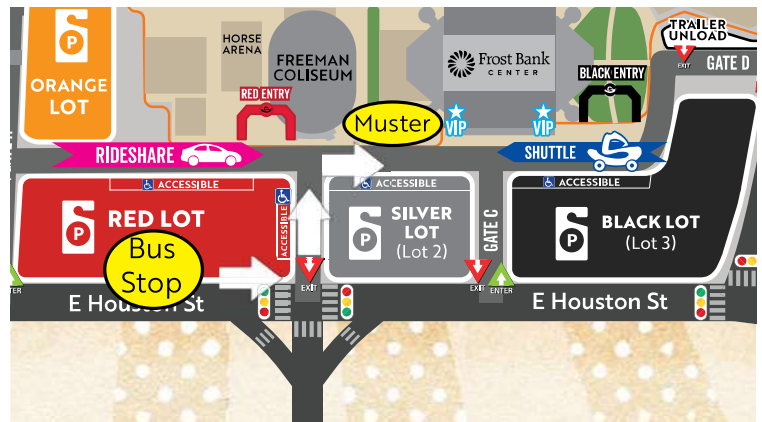 TRAILER
UNLOAD
HORSE
ARENA
FREEMAN
COLISEUM
Frost Bank
CENTER
EXIT
GATE D
P
ORANGE
LOT
RED ENTRY
BLACK ENTRY
Muster
VIP
VIP
RIDESHARE
SHUTTLE
ACCESSIBLE
ACCESSIBLE
ACCESSIBLE
ACCESSIBLE
P
RED LOT
P
SILVER
LOT
(Lot 2)
GATE C
P
BLACK LOT
(Lot 3)
Bus
Stop
EXIT
EXIT
ENTER
E Houston St
E Houston St